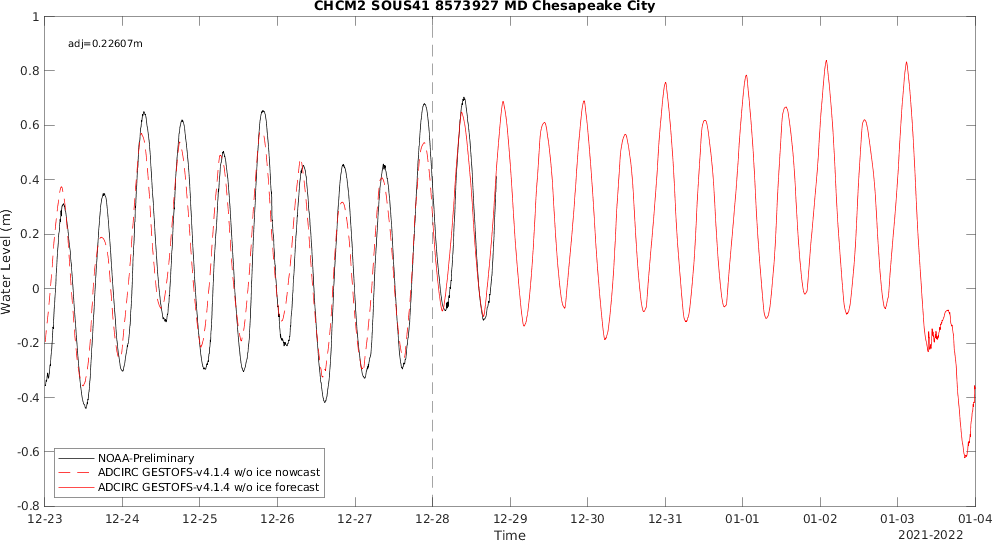 CHCM2 SOUS41 8573927 MD Chesapeake City
adj=0.22607m
Water Level (m)
1
0.8
0.6
0.4
0.2
0
-0.2
-0.4
-0.6
-0.8
NOAA-Preliminary
ADCIRC GESTOFS-v4.1.4 w/o ice nowcast
ADCIRC GESTOFS-v4.1.4 w/o ice forecast
12-23 12-24 12-25 12-26 12-27 12-28 12-29 12-30 12-31 01-01 01-02 01-03 01-04
Time
2021-2022